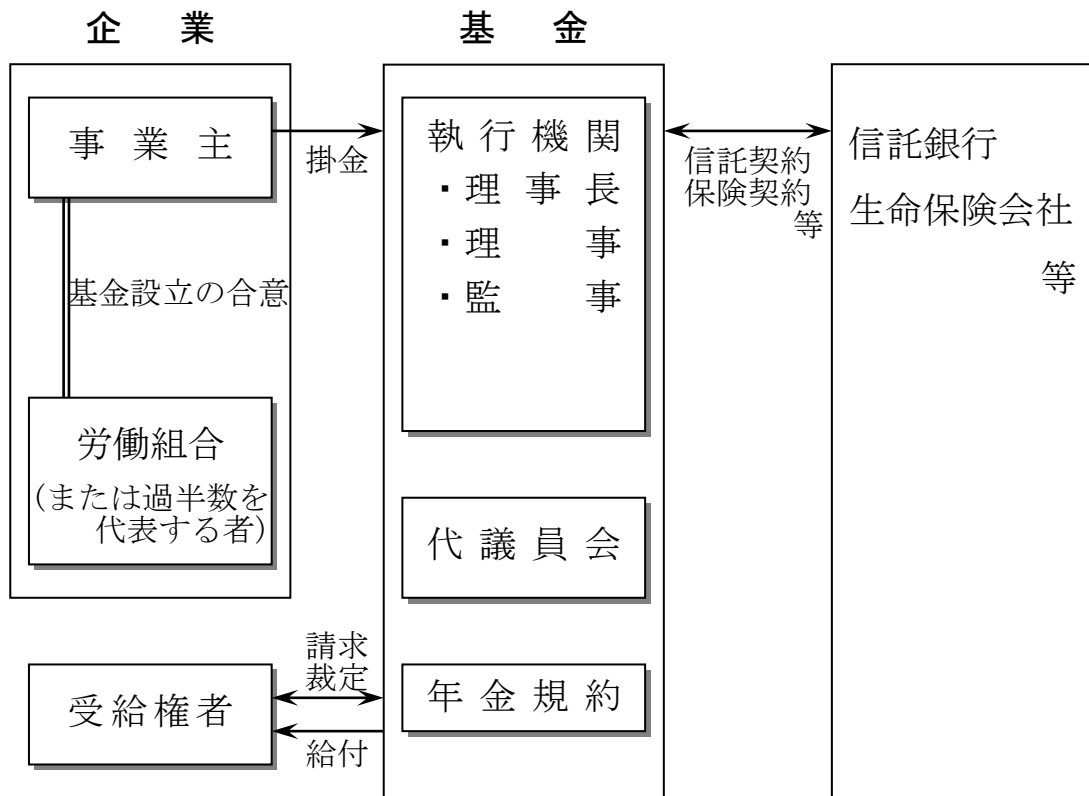 企業
基金
事業主
掛金
基金設立の合意
労働組合
(または過半数を
代表する者)
執行機関
・理事長
・理事
・監事
代議員会
年金規約
信託契約
保険契約
等
信託銀行
生命保険会社
等
受給権者
請求
裁定
給付